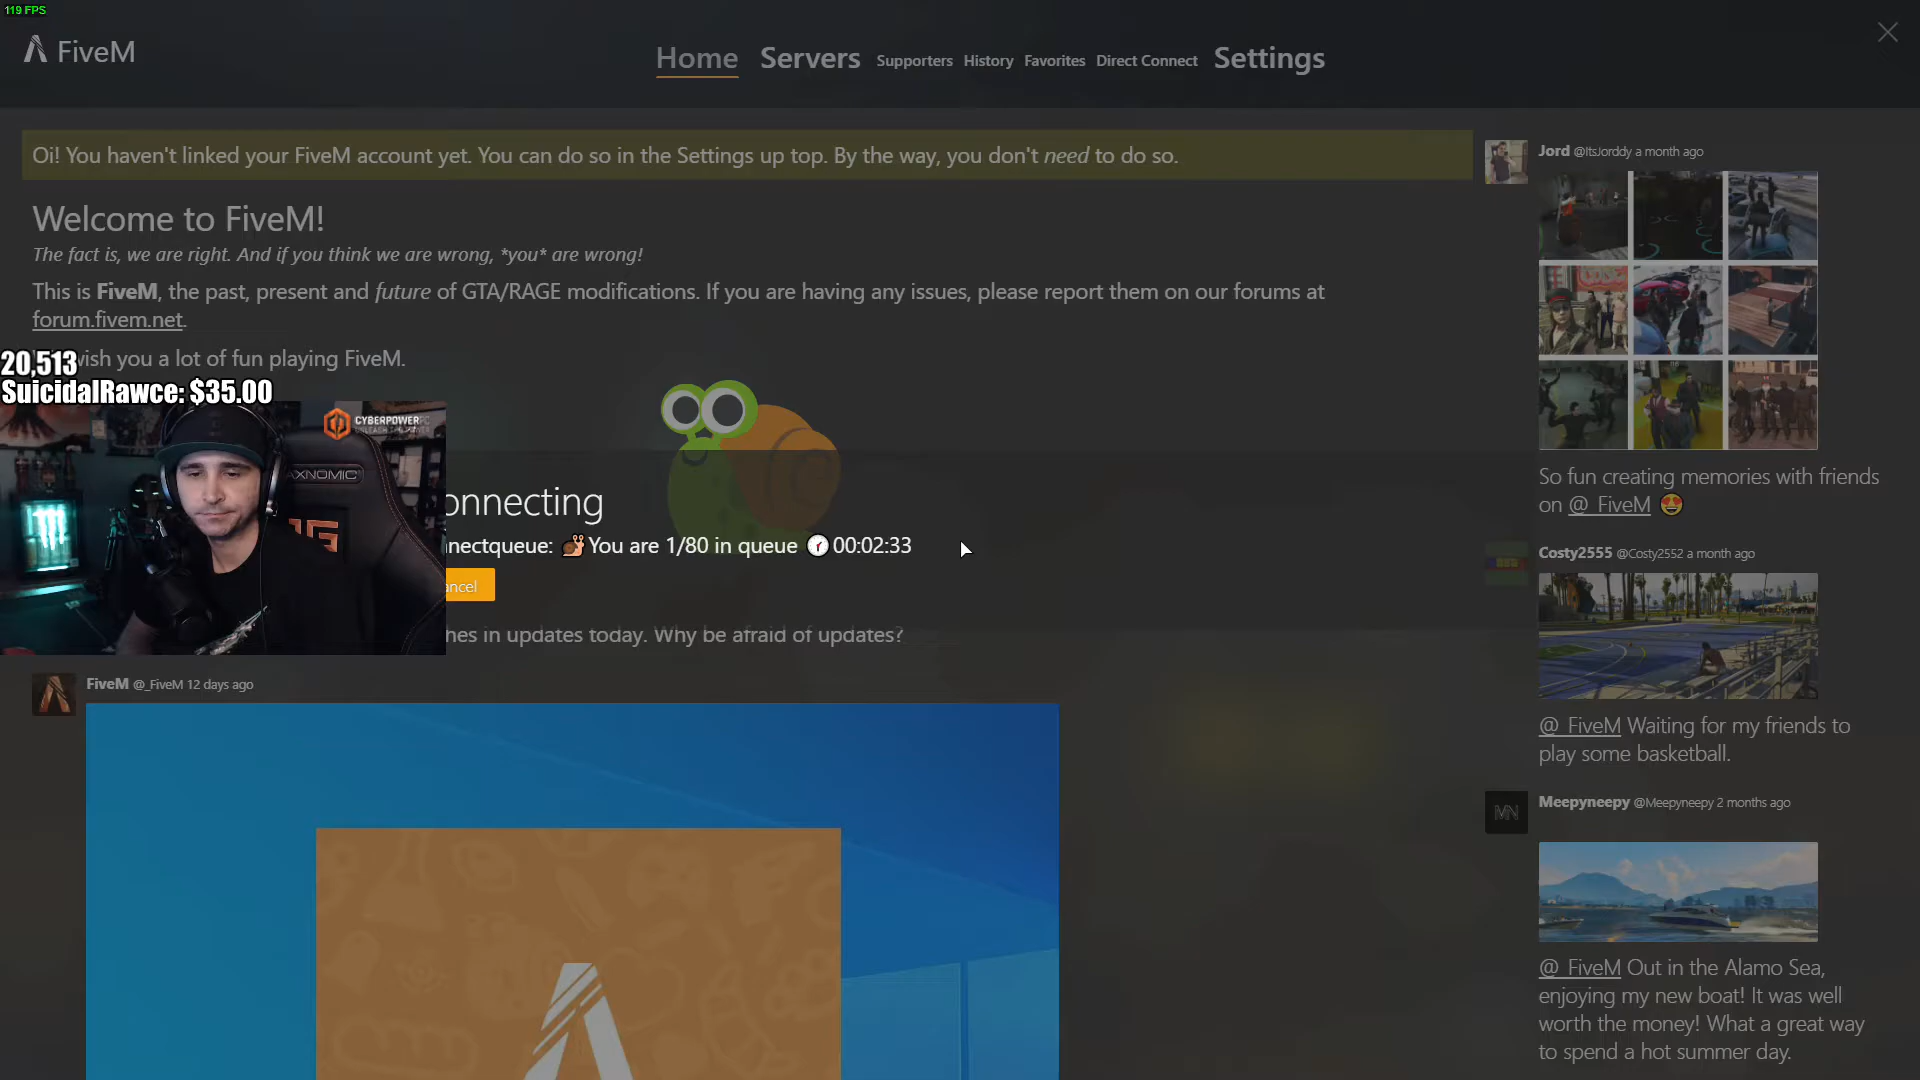 119 FPS
FiveM
Home Servers Supporters History Favorites Direct Connect Settings
Oi! You haven't linked your FiveM account yet. You can do so in the Settings up top. By the way, you don't need to do so.
Welcome to FiveM!
The fact is, we are right. And if you think we are wrong, *you* are wrong!
This is FiveM, the past, present and future of GTA/RAGE modifications. If you are having any issues, please report them on our forums at
forum.fivem.net.
wish you a lot of fun playing FiveM.
20,513
SuicidalRawce: $35.00
CYBERPOWERPC
AXNOMIC
onnecting
nnectqueue: 🐌You are 1/80 in queue 🕐00:02:33
ancel
hes in updates today. Why be afraid of updates?
FiveM @_FiveM 12 days ago
Jord @ItsJorddy a month ago
So fun creating memories with friends
on @_FiveM 😍
Costy2555 @Costy2552 a month ago
@_FiveM Waiting for my friends to
play some basketball.
MN
Meepyneepy @Meepyneepy 2 months ago
@_FiveM Out in the Alamo Sea,
enjoying my new boat! It was well
worth the money! What a great way
to spend a hot summer day.